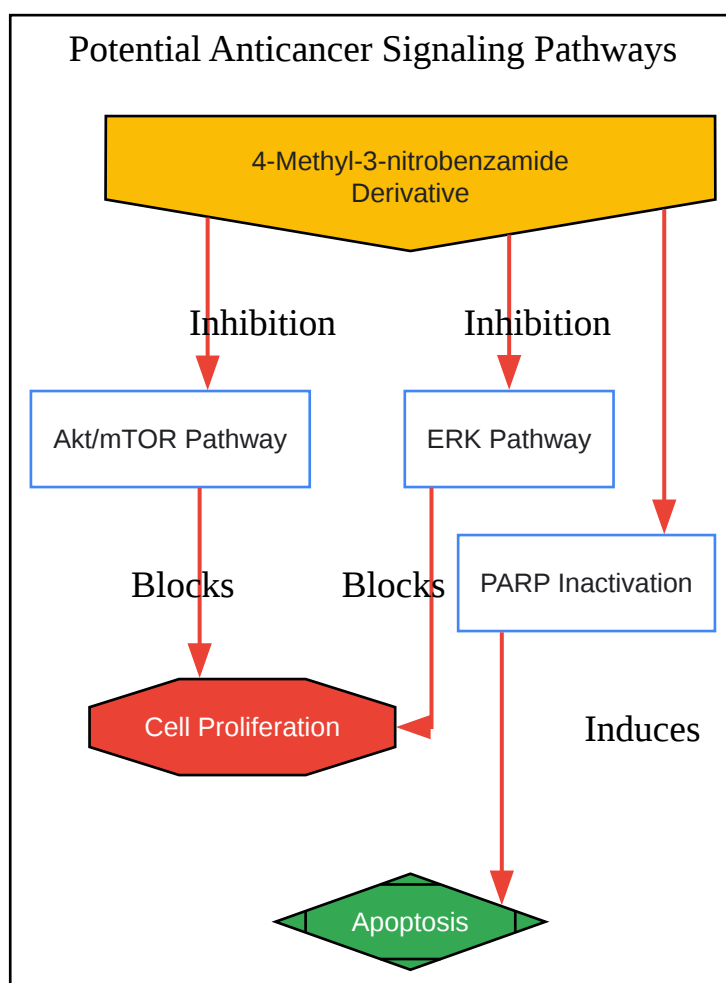 Potential Anticancer Signaling Pathways
4-Methyl-3-nitrobenzamide
Derivative
Inhibition
Inhibition
Akt/mTOR Pathway
ERK Pathway
Blocks
Blocks
PARP Inactivation
Cell Proliferation
Induces
Apoptosis